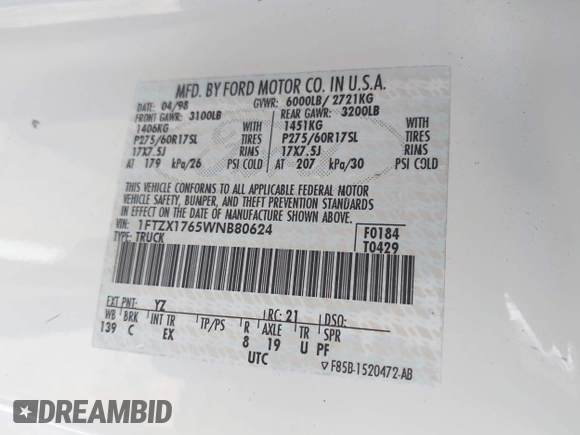 MFD. BY FORD MOTOR CO. IN U.S.A.
DATE: 04/98 GVWR: 6000LB/ 2721KG
FRONT GAWR: 3100LB REAR GAWR: 3200LB
1406KG WITH 1451KG WITH
P275/60R17SL TIRES P275/60R17SL TIRES
17X7.5J RIMS 17X7.5J RIMS
AT 179 kPa/26 PSI COLD AT 207 kPa/30 PSI COLD
THIS VEHICLE CONFORMS TO ALL APPLICABLE FEDERAL MOTOR
VEHICLE SAFETY, BUMPER, AND THEFT PREVENTION STANDARDS
IN EFFECT ON THE DATE OF MANUFACTURE SHOWN ABOVE.
VIN: 1FTZX1765WNB80624 F0184
TYPE: TRUCK T0429
EXT PNT: YZ RC: 21 DSO:
WB BRK INT TR TP/PS R AXLE TR SPR
139 C EX 8 19 U PF
UTC
▽ F85B-1520472-AB
DREAMBID